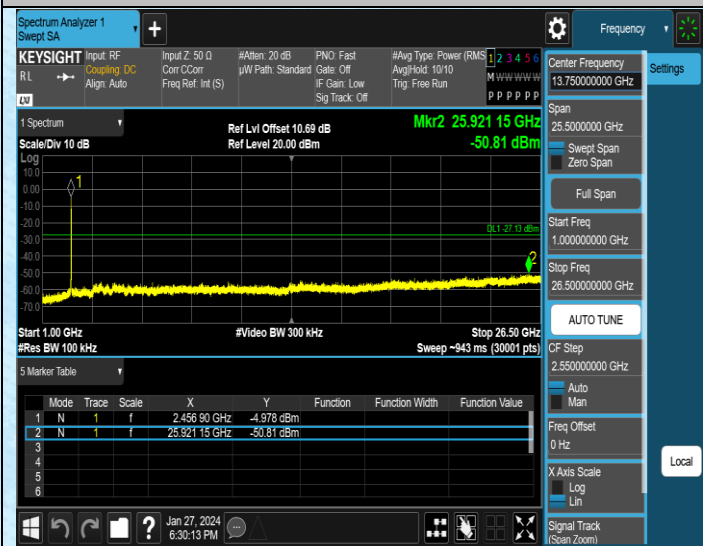 Spectrum Analyzer 1
Swept SA
+
Frequency
KEYSIGHT
RL
LXI
Input: RF
Coupling: DC
Align: Auto
Input Z: 50 Ω
Corr CCorr
Freq Ref: Int (S)
#Atten: 20 dB
µW Path: Standard
PNO: Fast
Gate: Off
IF Gain: Low
Sig Track: Off
#Avg Type: Power (RMS
Avg|Hold: 10/10
Trig: Free Run
1 2 3 4 5 6
M W W W W W
P P P P P P
1 Spectrum
Scale/Div 10 dB
Ref Lvl Offset 10.69 dB
Ref Level 20.00 dBm
Mkr2 25.921 15 GHz
-50.81 dBm
Log
10.0
0.00
-10.0
-20.0
-30.0
-40.0
-50.0
-60.0
-70.0
1
DL1 -27.13 dBm
2
Start 1.00 GHz
#Res BW 100 kHz
#Video BW 300 kHz
Stop 26.50 GHz
Sweep ~943 ms (30001 pts)
5 Marker Table
Mode Trace Scale X Y Function Function Width Function Value
1 N 1 f 2.456 90 GHz -4.978 dBm
2 N 1 f 25.921 15 GHz -50.81 dBm
3
4
5
6
?
Jan 27, 2024
6:30:13 PM
Center Frequency
13.750000000 GHz
Settings
Span
25.5000000 GHz
Swept Span
Zero Span
Full Span
Start Freq
1.000000000 GHz
Stop Freq
26.500000000 GHz
AUTO TUNE
CF Step
2.550000000 GHz
Auto
Man
Freq Offset
0 Hz
X Axis Scale
Log
Lin
Local
Signal Track
(Span Zoom)